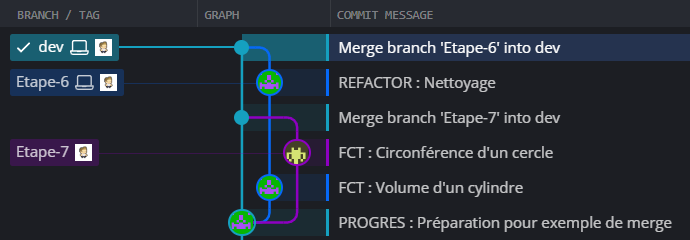 BRANCH / TAG GRAPH COMMIT MESSAGE
dev Merge branch 'Etape-6' into dev
Etape-6 REFACTOR : Nettoyage
Merge branch 'Etape-7' into dev
Etape-7 FCT : Circonférence d'un cercle
FCT : Volume d'un cylindre
PROGRES : Préparation pour exemple de merge